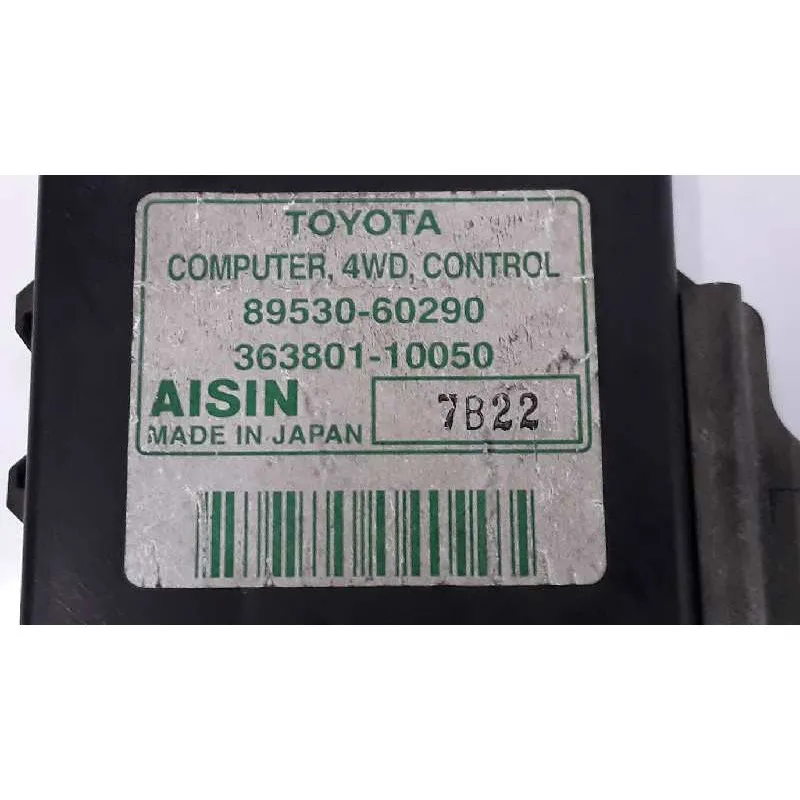 TOYOTA
COMPUTER, 4WD, CONTROL
89530-60290
363801-10050
AISIN
MADE IN JAPAN
7B22